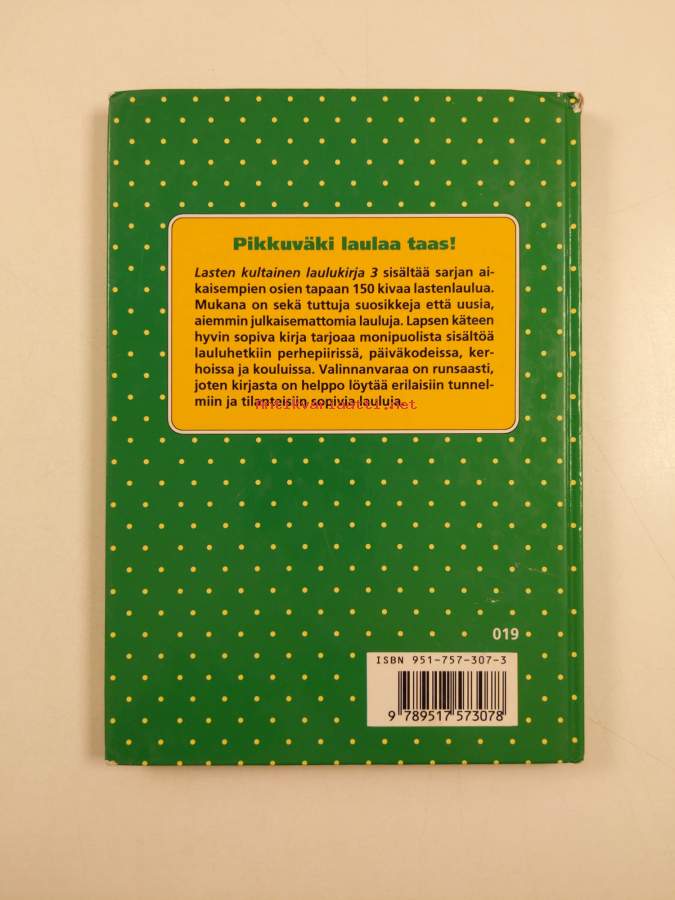 Pikkuväki laulaa taas!
Lasten kultainen laulukirja 3 sisältää sarjan ai-
kaisempien osien tapaan 150 kivaa lastenlaulua.
Mukana on sekä tuttuja suosikkeja että uusia,
aiemmin julkaisemattomia lauluja. Lapsen käteen
hyvin sopiva kirja tarjoaa monipuolista sisältöä
lauluhetkiin perhepiirissä, päiväkodeissa, ker-
hoissa ja kouluissa. Valinnanvaraa on runsaasti,
joten kirjasta on helppo löytää erilaisiin tunnel-
miin ja tilanteisiin sopivia lauluja.
Antikvariaatti.net
019
ISBN 951-757-307-3
9 789517 573078